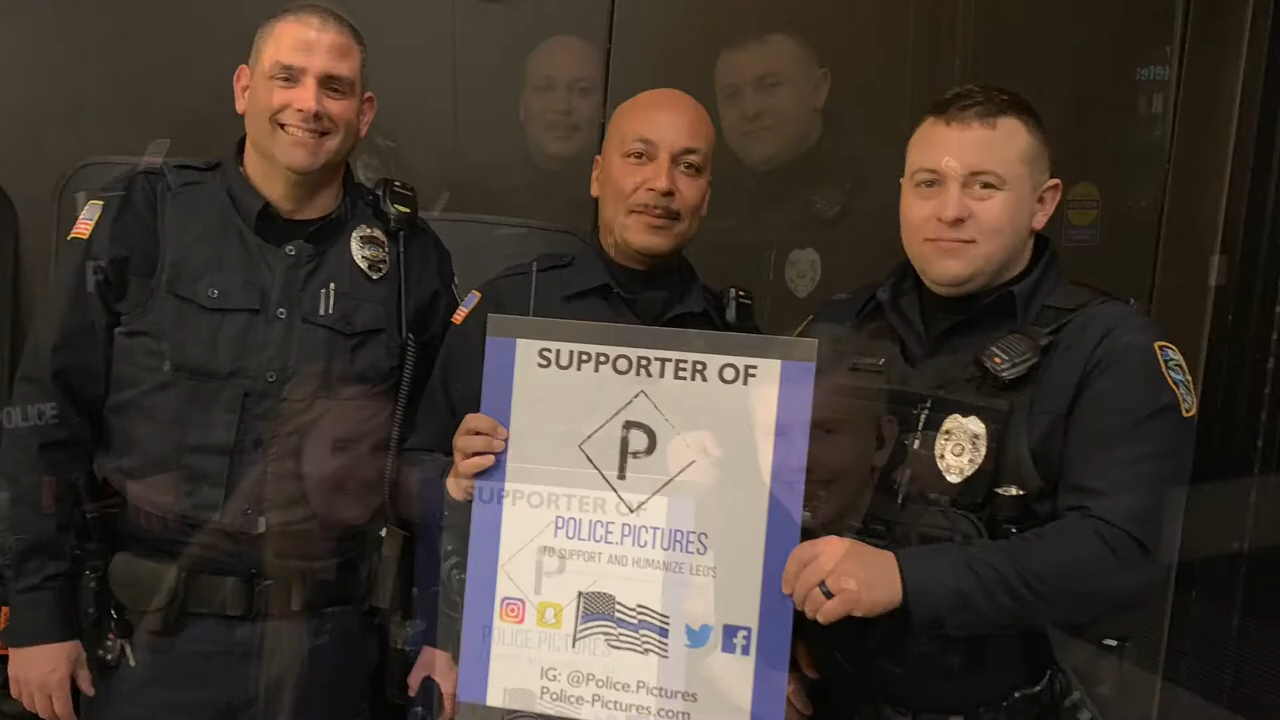 SUPPORTER OF
P
POLICE.PICTURES
TO SUPPORT AND HUMANIZE LEO'S
IG: @Police.Pictures
Police-Pictures.com
SUPPORTER OF
P
POLICE.PICTURES
POLICE
CAUTION